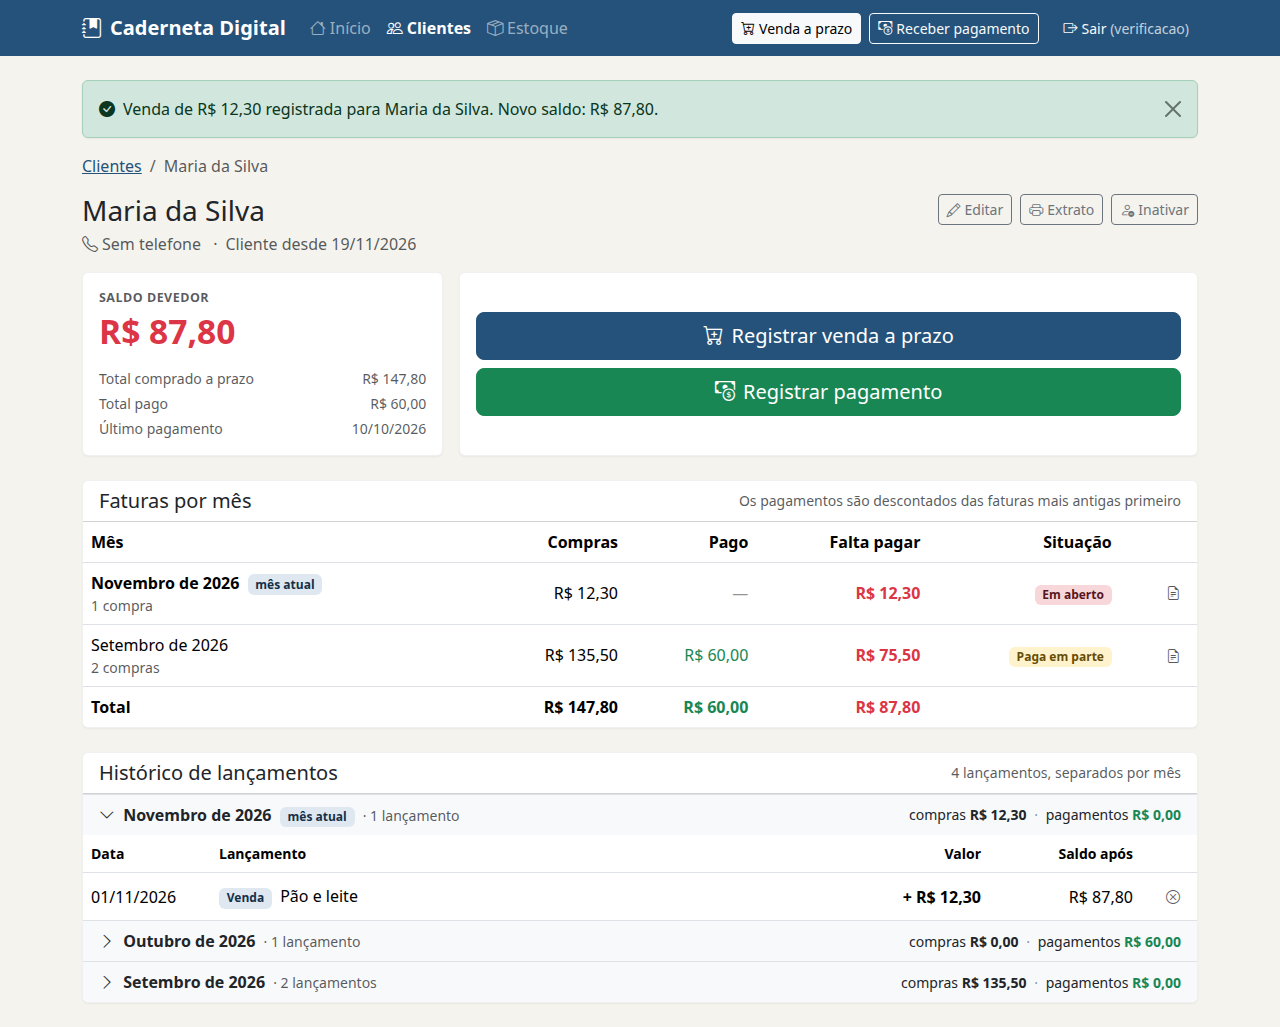 Caderneta Digital Início Clientes Estoque Venda a prazo Receber pagamento Sair (verificacao)
Venda de R$ 12,30 registrada para Maria da Silva. Novo saldo: R$ 87,80.
Clientes / Maria da Silva
Maria da Silva Editar Extrato Inativar
Sem telefone · Cliente desde 19/11/2026
SALDO DEVEDOR
R$ 87,80
Total comprado a prazo R$ 147,80
Total pago R$ 60,00
Último pagamento 10/10/2026
Registrar venda a prazo
Registrar pagamento
Faturas por mês Os pagamentos são descontados das faturas mais antigas primeiro
Mês Compras Pago Falta pagar Situação
Novembro de 2026 mês atual R$ 12,30 — R$ 12,30 Em aberto
1 compra
Setembro de 2026 R$ 135,50 R$ 60,00 R$ 75,50 Paga em parte
2 compras
Total R$ 147,80 R$ 60,00 R$ 87,80
Histórico de lançamentos 4 lançamentos, separados por mês
Novembro de 2026 mês atual · 1 lançamento compras R$ 12,30 · pagamentos R$ 0,00
Data Lançamento Valor Saldo após
01/11/2026 Venda Pão e leite + R$ 12,30 R$ 87,80
Outubro de 2026 · 1 lançamento compras R$ 0,00 · pagamentos R$ 60,00
Setembro de 2026 · 2 lançamentos compras R$ 135,50 · pagamentos R$ 0,00